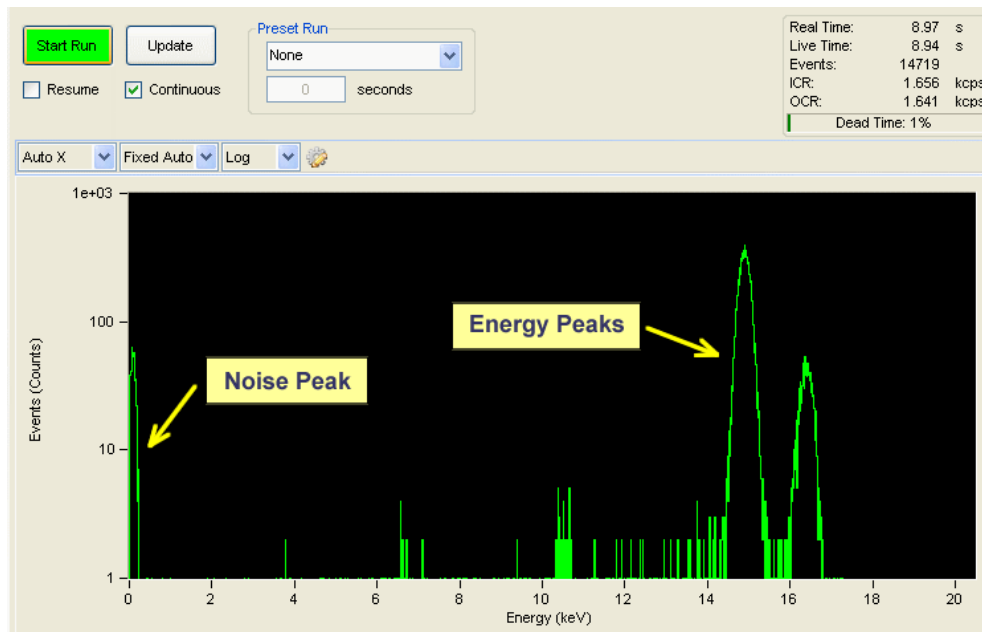 Start Run
Update
Resume
Continuous
Preset Run
None
0 seconds
Real Time: 8.97 s
Live Time: 8.94 s
Events: 14719
ICR: 1.656 kcps
OCR: 1.641 kcps
Dead Time: 1%
Auto X
Fixed Auto
Log
1e+03
100
10
1
Events (Counts)
Noise Peak
Energy Peaks
0 2 4 6 8 10 12 14 16 18 20
Energy (keV)